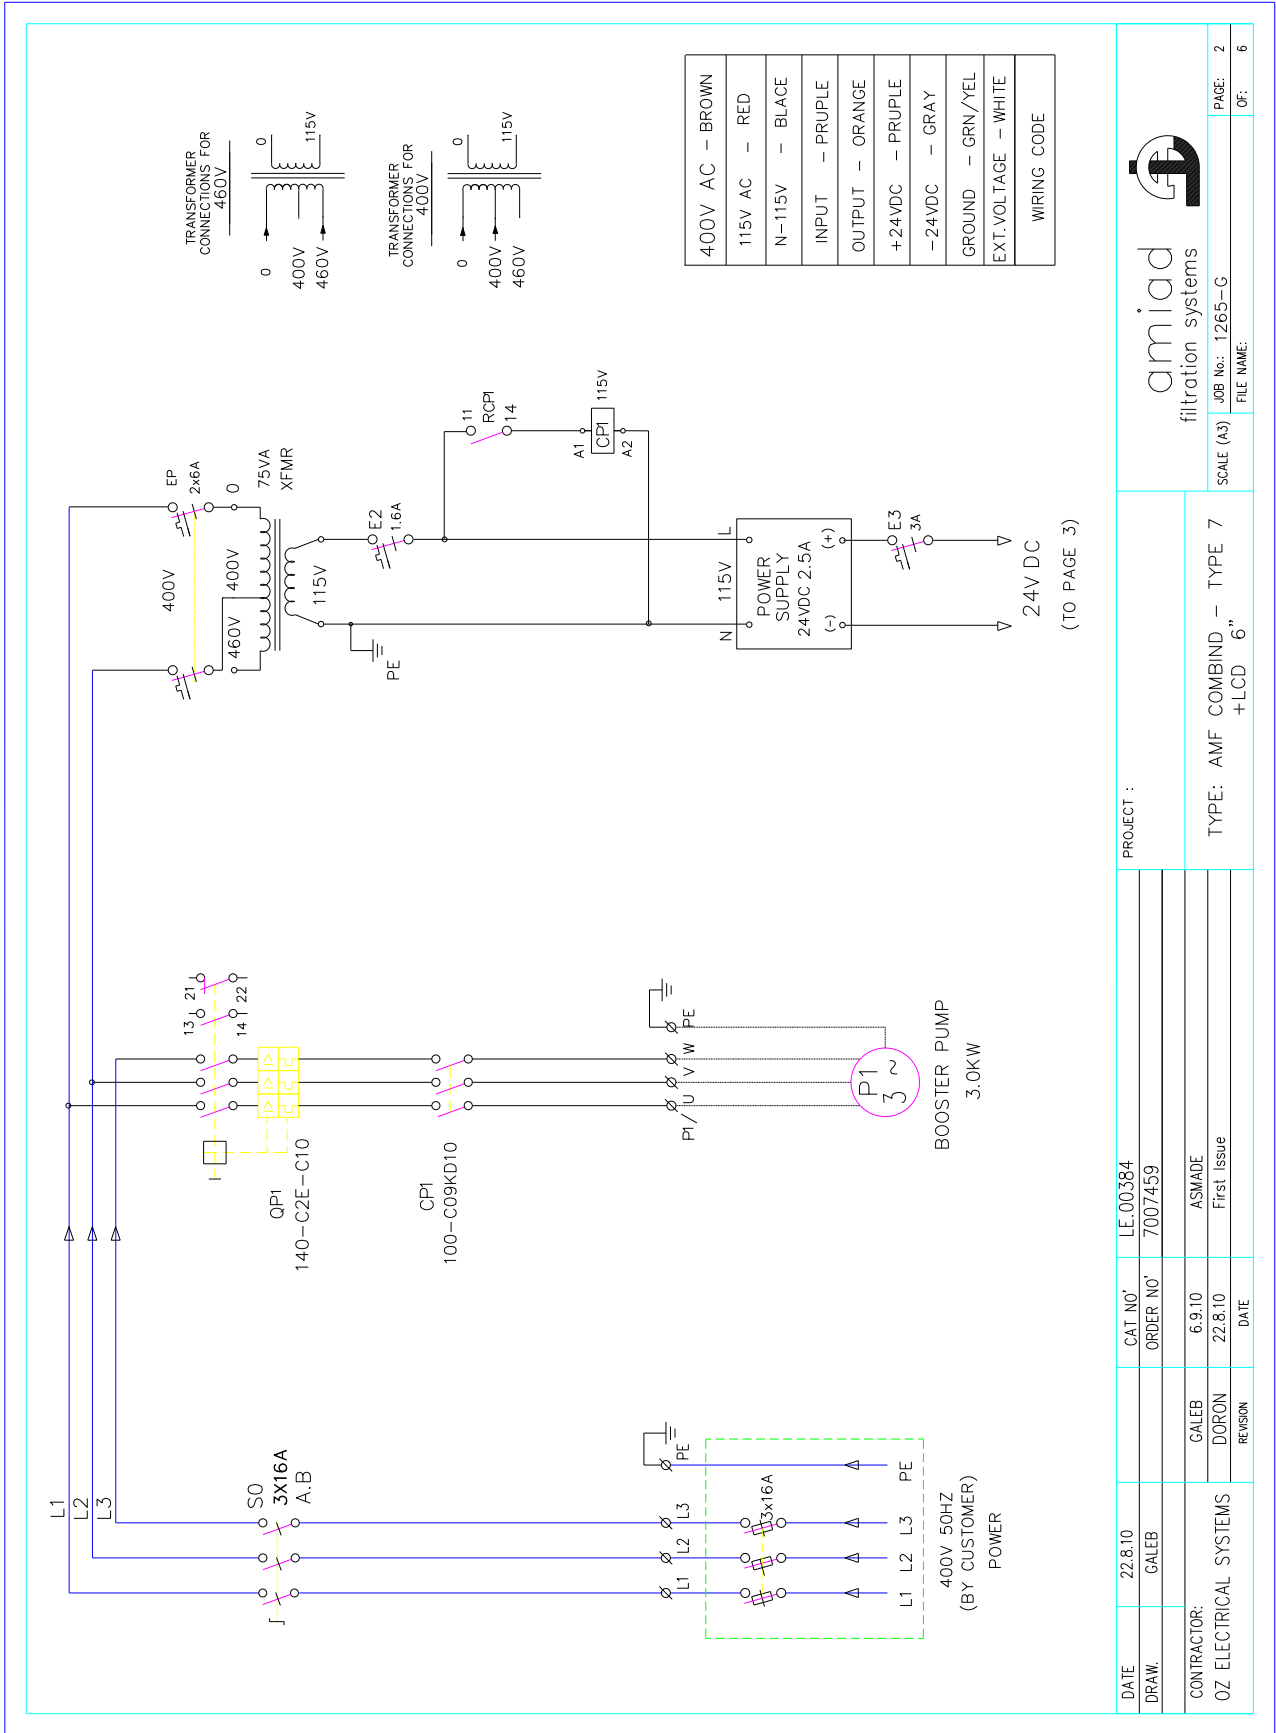 L1
L2
L3
SO
3X16A
A.B
L1
L2
L3
PE
3x16A
L1
L2
L3
PE
400V 50HZ
(BY CUSTOMER)
POWER
13
21
14
22
QP1
140-C2E-C10
CP1
100-C09KD10
P1/
U
V
W
PE
P1
3 ~
BOOSTER PUMP
3.0KW
400V
EP
2x6A
460V
400V
0
75VA
XFMR
115V
PE
E2
1.6A
11
RCP1
14
A1
CP1
115V
A2
N
115V
L
POWER
SUPPLY
24VDC 2.5A
(-)
(+)
E3
3A
24V DC
(TO PAGE 3)
TRANSFORMER
CONNECTIONS FOR
460V
0
400V
460V
0
115V
TRANSFORMER
CONNECTIONS FOR
400V
0
400V
460V
0
115V
400V AC - BROWN
115V AC - RED
N-115V - BLACE
INPUT - PRUPLE
OUTPUT - ORANGE
+24VDC - PRUPLE
-24VDC - GRAY
GROUND - GRN/YEL
EXT.VOLTAGE - WHITE
WIRING CODE
DATE 22.8.10 CAT NO' LE.00384 PROJECT :
DRAW. GALEB ORDER NO' 7007459
CONTRACTOR: GALEB 6.9.10 ASMADE
OZ ELECTRICAL SYSTEMS DORON 22.8.10 First Issue
REVISION DATE
TYPE: AMF COMBIND - TYPE 7
+LCD 6"
amiad
filtration systems
SCALE (A3) JOB No.: 1265-G PAGE: 2
FILE NAME: OF: 6